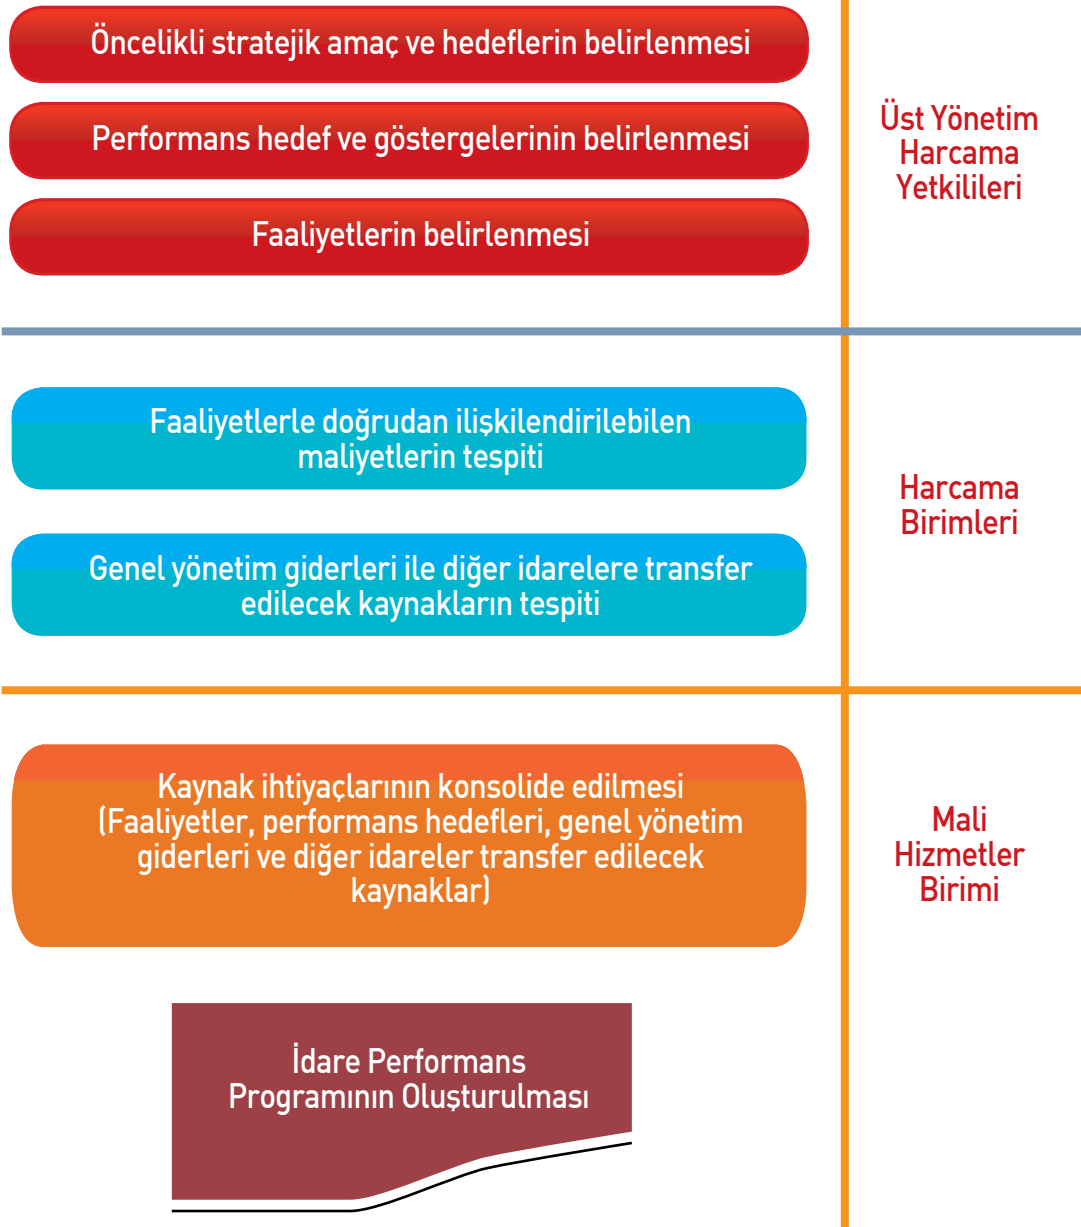 Öncelikli stratejik amaç ve hedeflerin belirlenmesi
Performans hedef ve göstergelerinin belirlenmesi
Faaliyetlerin belirlenmesi
Üst Yönetim
Harcama
Yetkilileri
Faaliyetlerle doğrudan ilişkilendirilebilen
maliyetlerin tespiti
Genel yönetim giderleri ile diğer idarelere transfer
edilecek kaynakların tespiti
Harcama
Birimleri
Kaynak ihtiyaçlarının konsolide edilmesi
(Faaliyetler, performans hedefleri, genel yönetim
giderleri ve diğer idareler transfer edilecek
kaynaklar)
Mali
Hizmetler
Birimi
İdare Performans
Programının Oluşturulması